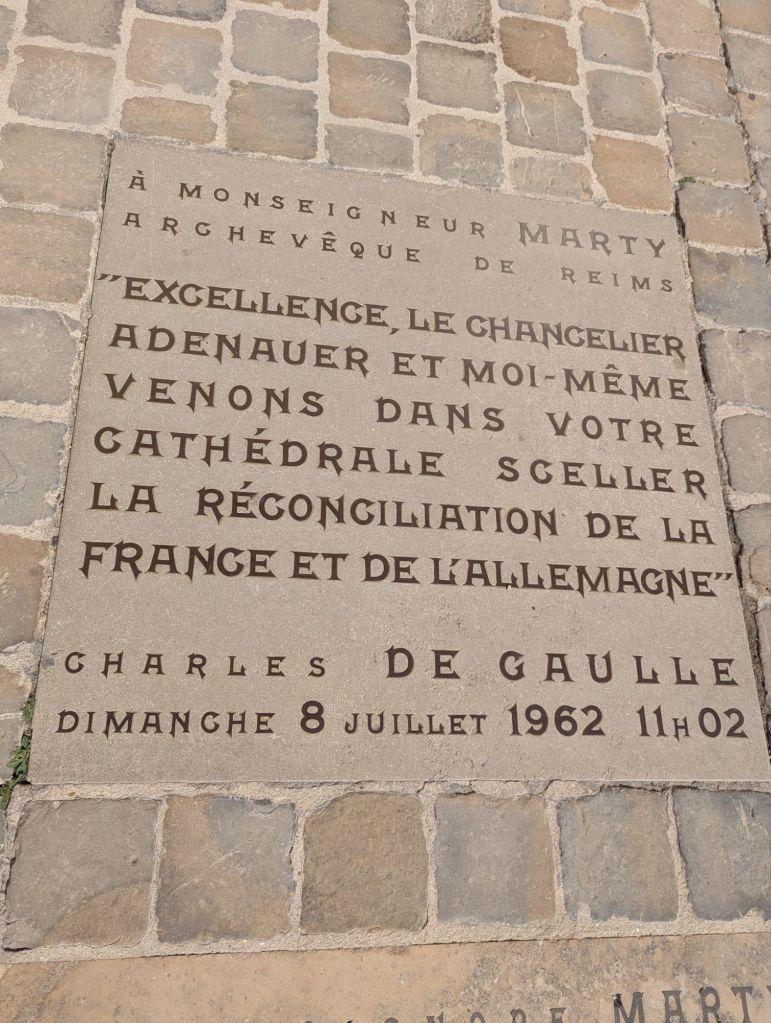 À MONSEIGNEUR MARTY
ARCHEVÊQUE DE REIMS
"EXCELLENCE, LE CHANCELIER
ADENAUER ET MOI-MÊME
VENONS DANS VOTRE
CATHÉDRALE SCELLER
LA RÉCONCILIATION DE LA
FRANCE ET DE L'ALLEMAGNE"
CHARLES DE GAULLE
DIMANCHE 8 JUILLET 1962 11H02
MARTY